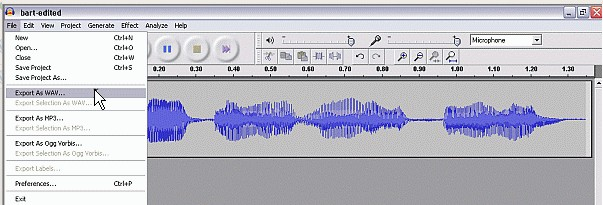 bart-edited
File Edit View Project Generate Effect Analyze Help
New Ctrl+N
Open... Ctrl+O
Close Ctrl+W
Save Project Ctrl+S
Save Project As...
Export As WAV...
Export Selection As WAV...
Export As MP3...
Export Selection As MP3...
Export As Ogg Vorbis...
Export Selection As Ogg Vorbis...
Export Labels...
Preferences... Ctrl+P
Exit
Microphone
0.20 0.30 0.40 0.50 0.60 0.70 0.80 0.90 1.00 1.10 1.20 1.30